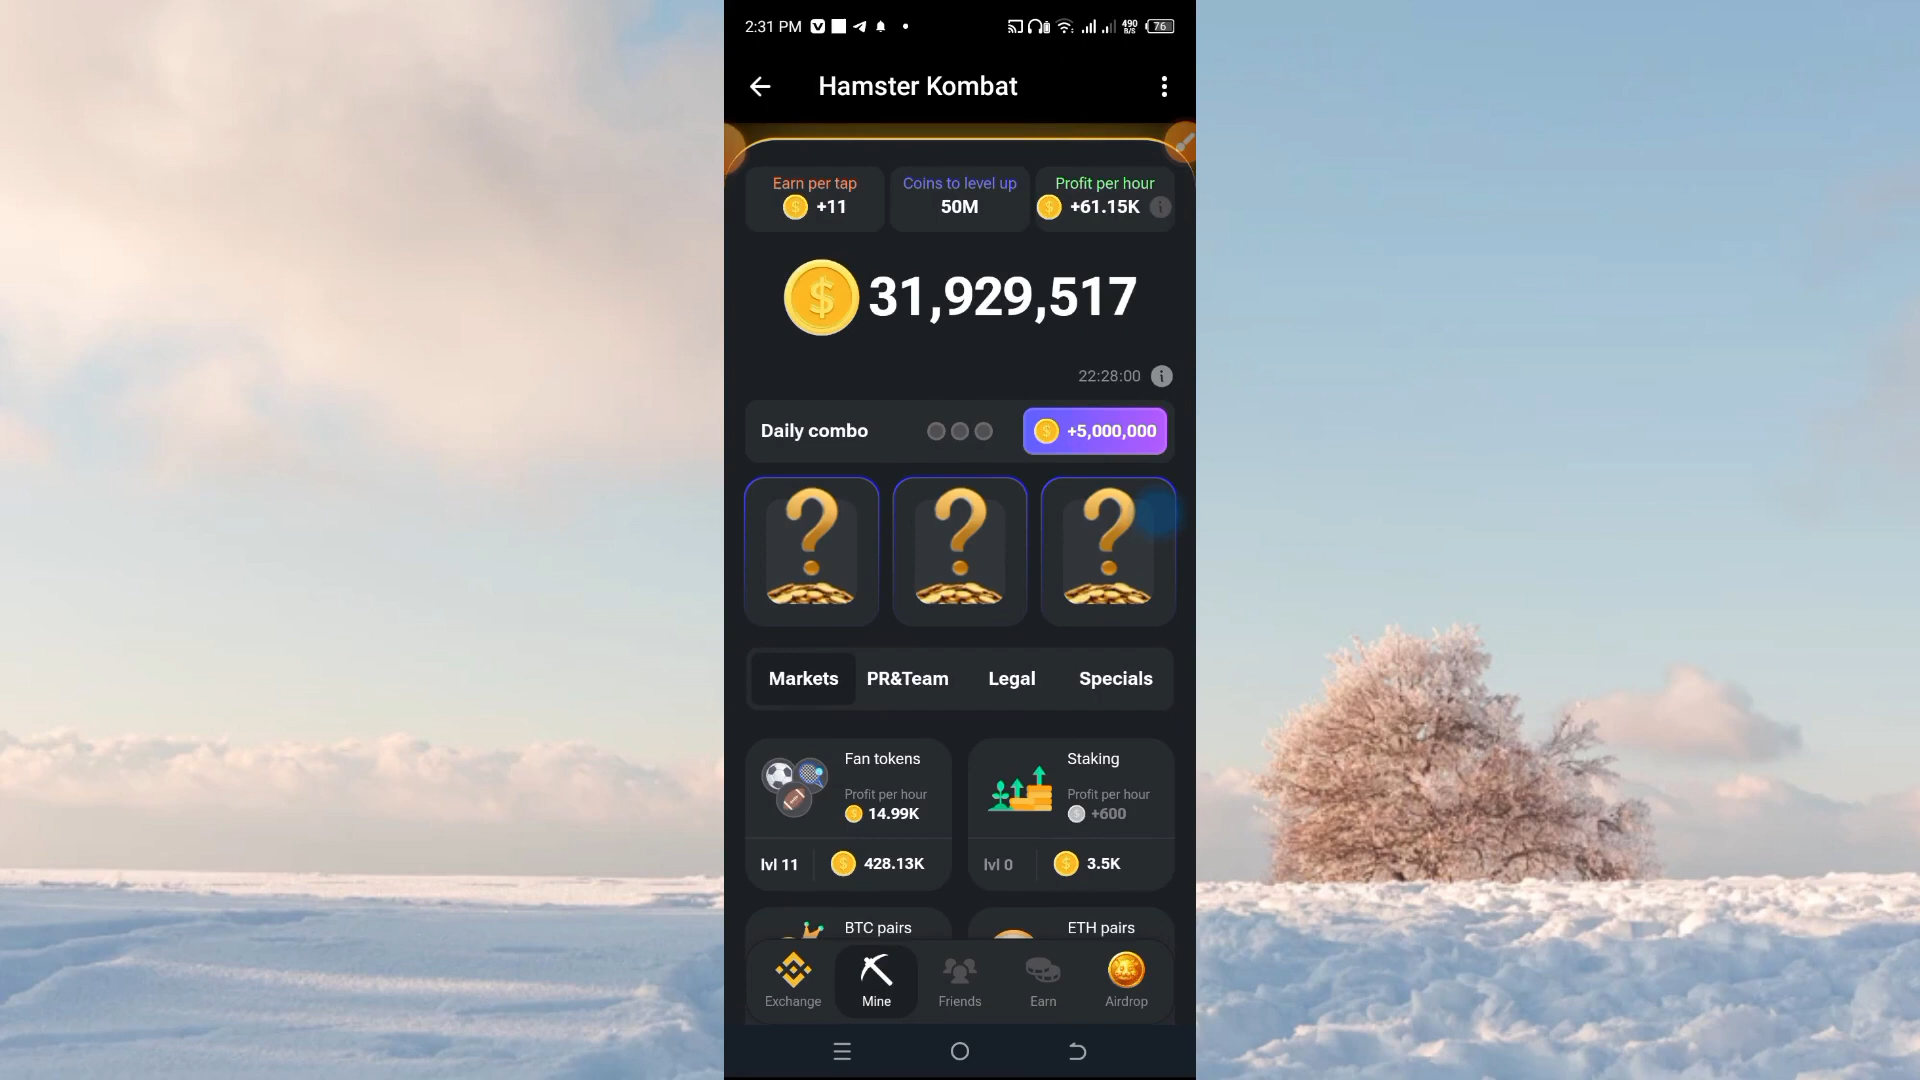 2:31 PM
490
B/S
76
Hamster Kombat
Earn per tap
+11
Coins to level up
50M
Profit per hour
+61.15K
31,929,517
22:28:00
Daily combo
+5,000,000
Markets
PR&Team
Legal
Specials
Fan tokens
Profit per hour
14.99K
lvl 11
428.13K
Staking
Profit per hour
+600
lvl 0
3.5K
BTC pairs
ETH pairs
Exchange
Mine
Friends
Earn
Airdrop